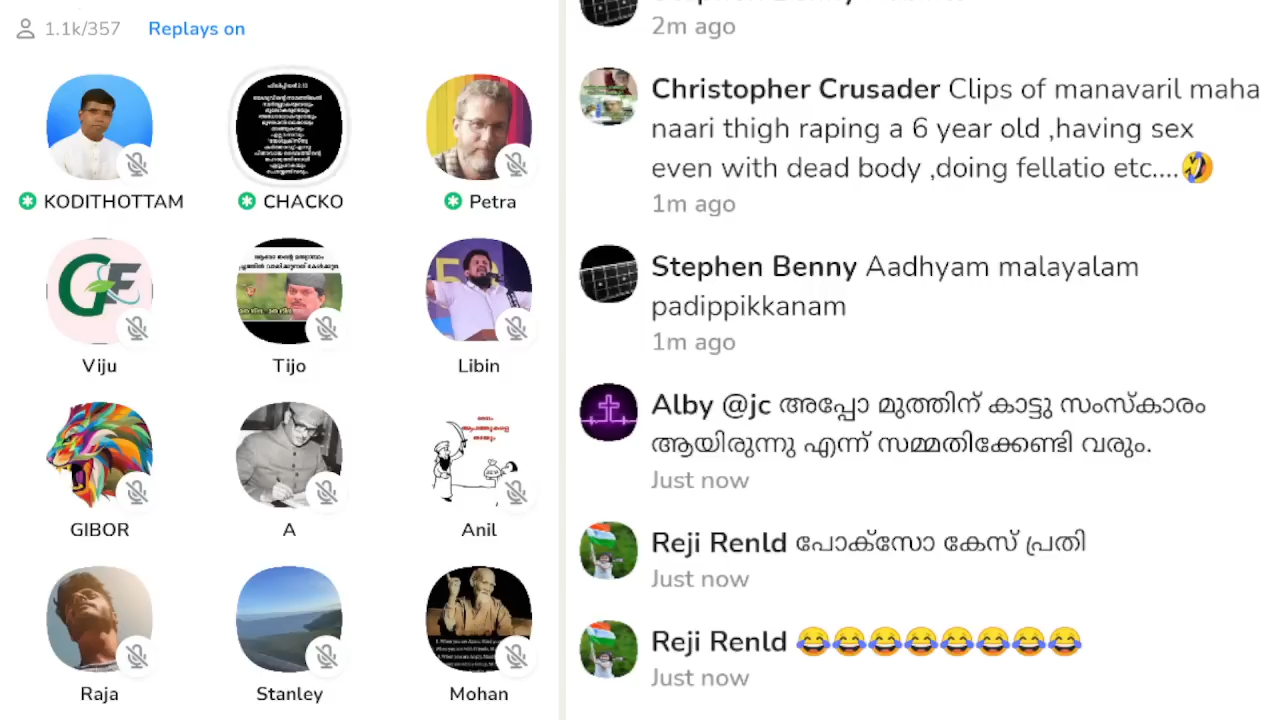 1.1k/357 Replays on
KODITHOTTAM
CHACKO
Petra
Viju
Tijo
Libin
GIBOR
A
Anil
Raja
Stanley
Mohan
2m ago
Christopher Crusader Clips of manavaril maha
naari thigh raping a 6 year old ,having sex
even with dead body ,doing fellatio etc....🤣
1m ago
Stephen Benny Aadhyam malayalam
padippikkanam
1m ago
Alby @jc അപ്പോ മുത്തിന് കാട്ടു സംസ്കാരം
ആയിരുന്നു എന്ന് സമ്മതിക്കേണ്ടി വരും.
Just now
Reji Renld പോക്സോ കേസ് പ്രതി
Just now
Reji Renld 😂😂😂😂😂😂😂😂
Just now